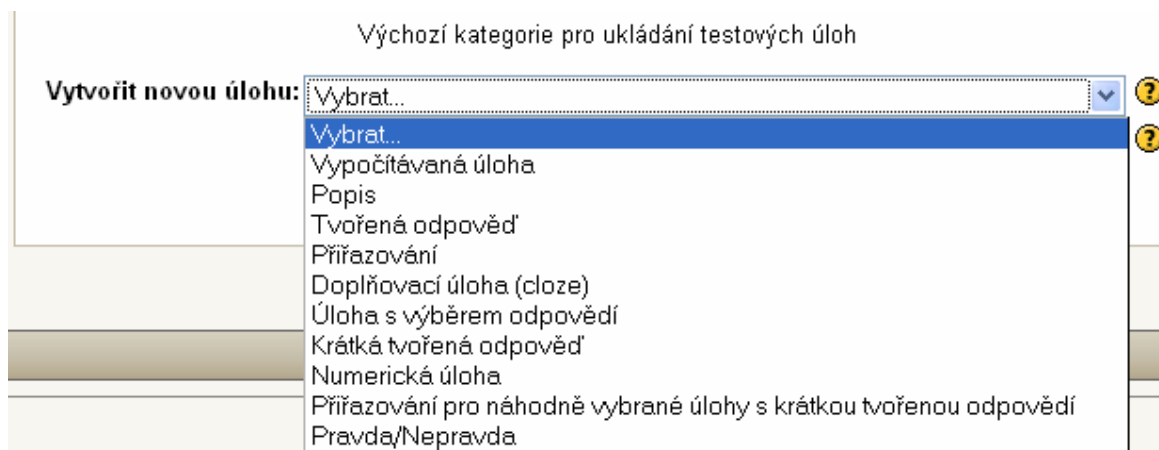 Výchozí kategorie pro ukládání testových úloh
Vytvořit novou úlohu: Vybrat... ?
Vybrat... ?
Vypočítávaná úloha
Popis
Tvořená odpověď
Přiřazování
Doplňovací úloha (cloze)
Úloha s výběrem odpovědí
Krátká tvořená odpověď
Numerická úloha
Přiřazování pro náhodně vybrané úlohy s krátkou tvořenou odpovědí
Pravda/Nepravda